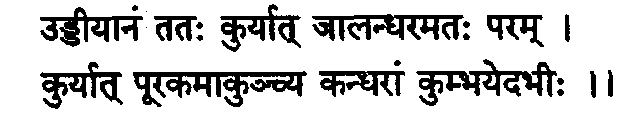 उड्डीयानं ततः कुर्यात् जालन्धरमतः परम् ।
कुर्यात् पूरकमाकुञ्च्य कन्धरां कुम्भयेदभीः ।।